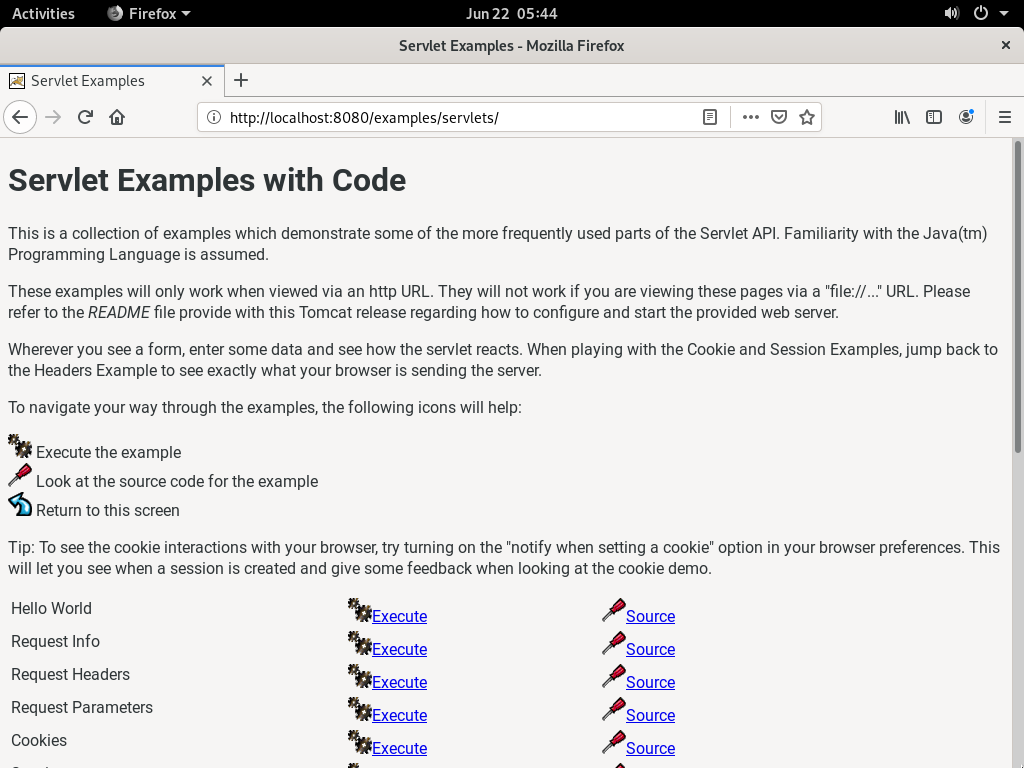 Activities Firefox Jun 22 05:44
Servlet Examples - Mozilla Firefox
Servlet Examples
http://localhost:8080/examples/servlets/
Servlet Examples with Code
This is a collection of examples which demonstrate some of the more frequently used parts of the Servlet API. Familiarity with the Java(tm)
Programming Language is assumed.
These examples will only work when viewed via an http URL. They will not work if you are viewing these pages via a "file://..." URL. Please
refer to the README file provide with this Tomcat release regarding how to configure and start the provided web server.
Wherever you see a form, enter some data and see how the servlet reacts. When playing with the Cookie and Session Examples, jump back to
the Headers Example to see exactly what your browser is sending the server.
To navigate your way through the examples, the following icons will help:
Execute the example
Look at the source code for the example
Return to this screen
Tip: To see the cookie interactions with your browser, try turning on the "notify when setting a cookie" option in your browser preferences. This
will let you see when a session is created and give some feedback when looking at the cookie demo.
Hello World Execute Source
Request Info Execute Source
Request Headers Execute Source
Request Parameters Execute Source
Cookies Execute Source